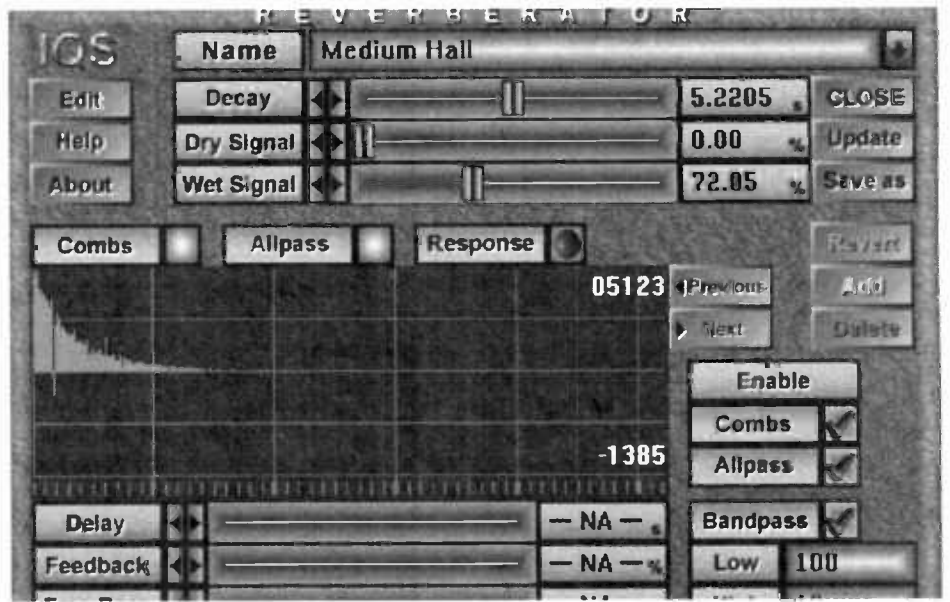 REVERBERATOR
IQS
Name Medium Hall
Edit Decay 5.2205 s CLOSE
Help Dry Signal 0.00 % Update
About Wet Signal 72.05 % Save as
Combs Allpass Response Revert
05123 Previous Add
Next Delete
Enable
Combs
-1385 Allpass
Delay — NA — s Bandpass
Feedback — NA — % Low 100